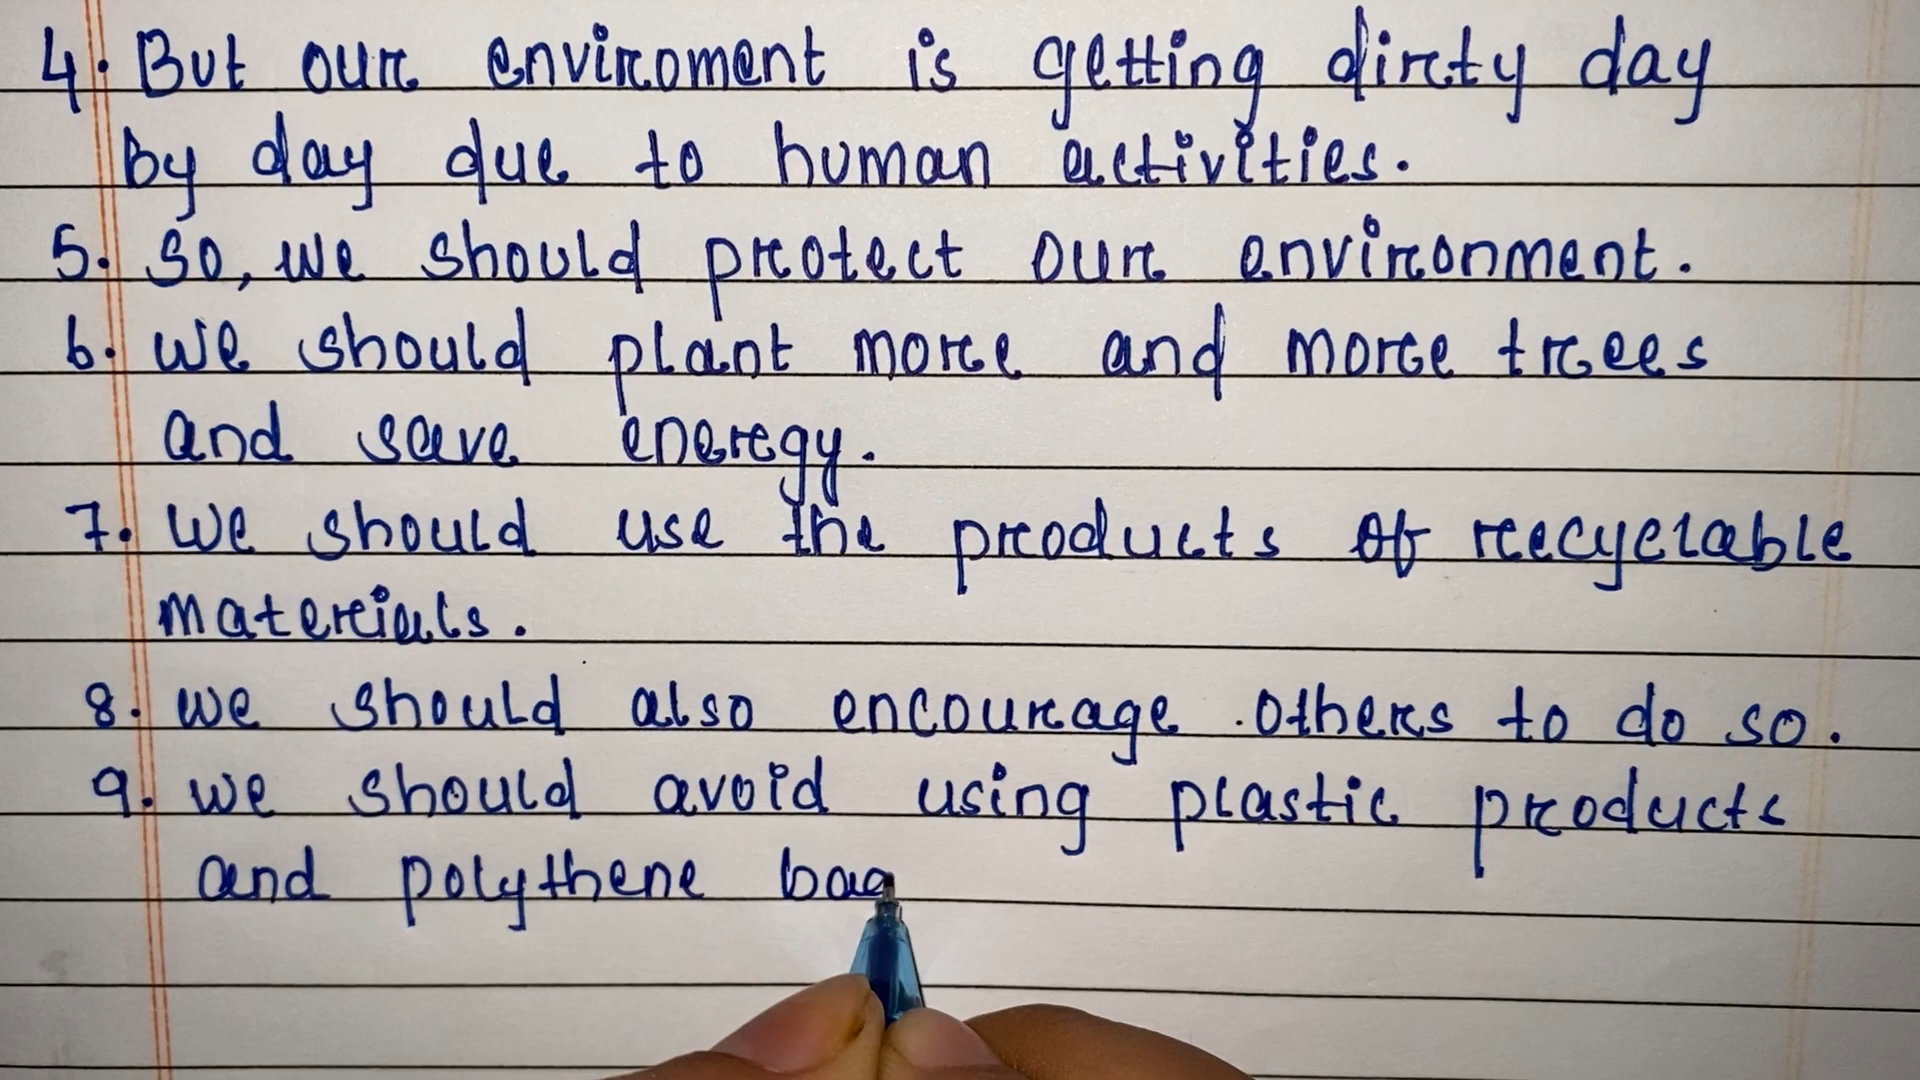 4. But our enviroment is getting dirty day
by day due to human activities.
5. So, we should protect our environment.
6. we should plant more and more trees
and save energy.
7. we should use the products of recyclable
materials.
8. we should also encourage others to do so.
9. we should avoid using plastic products
and polythene bag